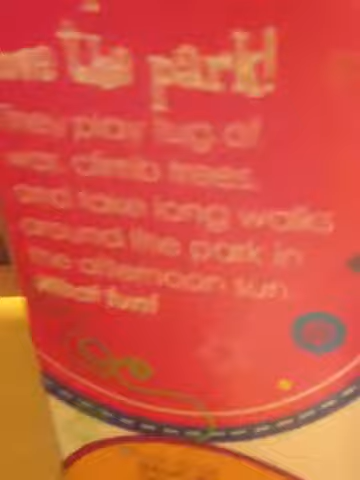 the park!
They play tug of
war, climb trees,
and take long walks
around the park in
the afternoon sun.
What fun!